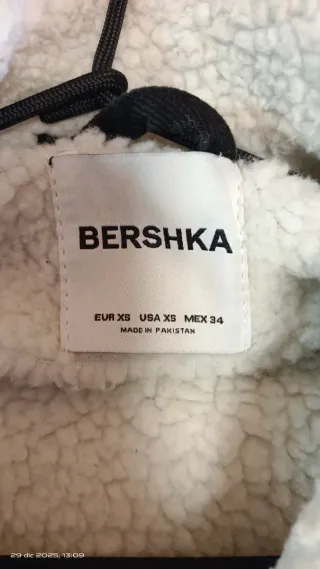 BERSHKA
EUR XS USA XS MEX 34
MADE IN PAKISTAN
29 dic 2025, 13:09